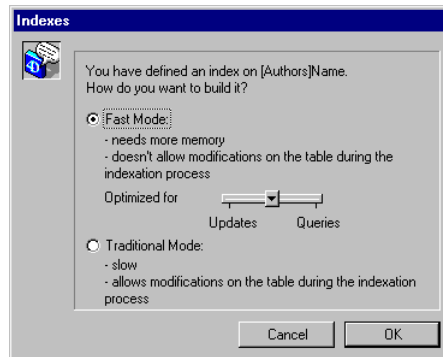 Indexes
You have defined an index on [Authors]Name.
How do you want to build it?
Fast Mode:
- needs more memory
- doesn't allow modifications on the table during the
indexation process
Optimized for
Updates Queries
Traditional Mode:
- slow
- allows modifications on the table during the indexation
process
Cancel OK